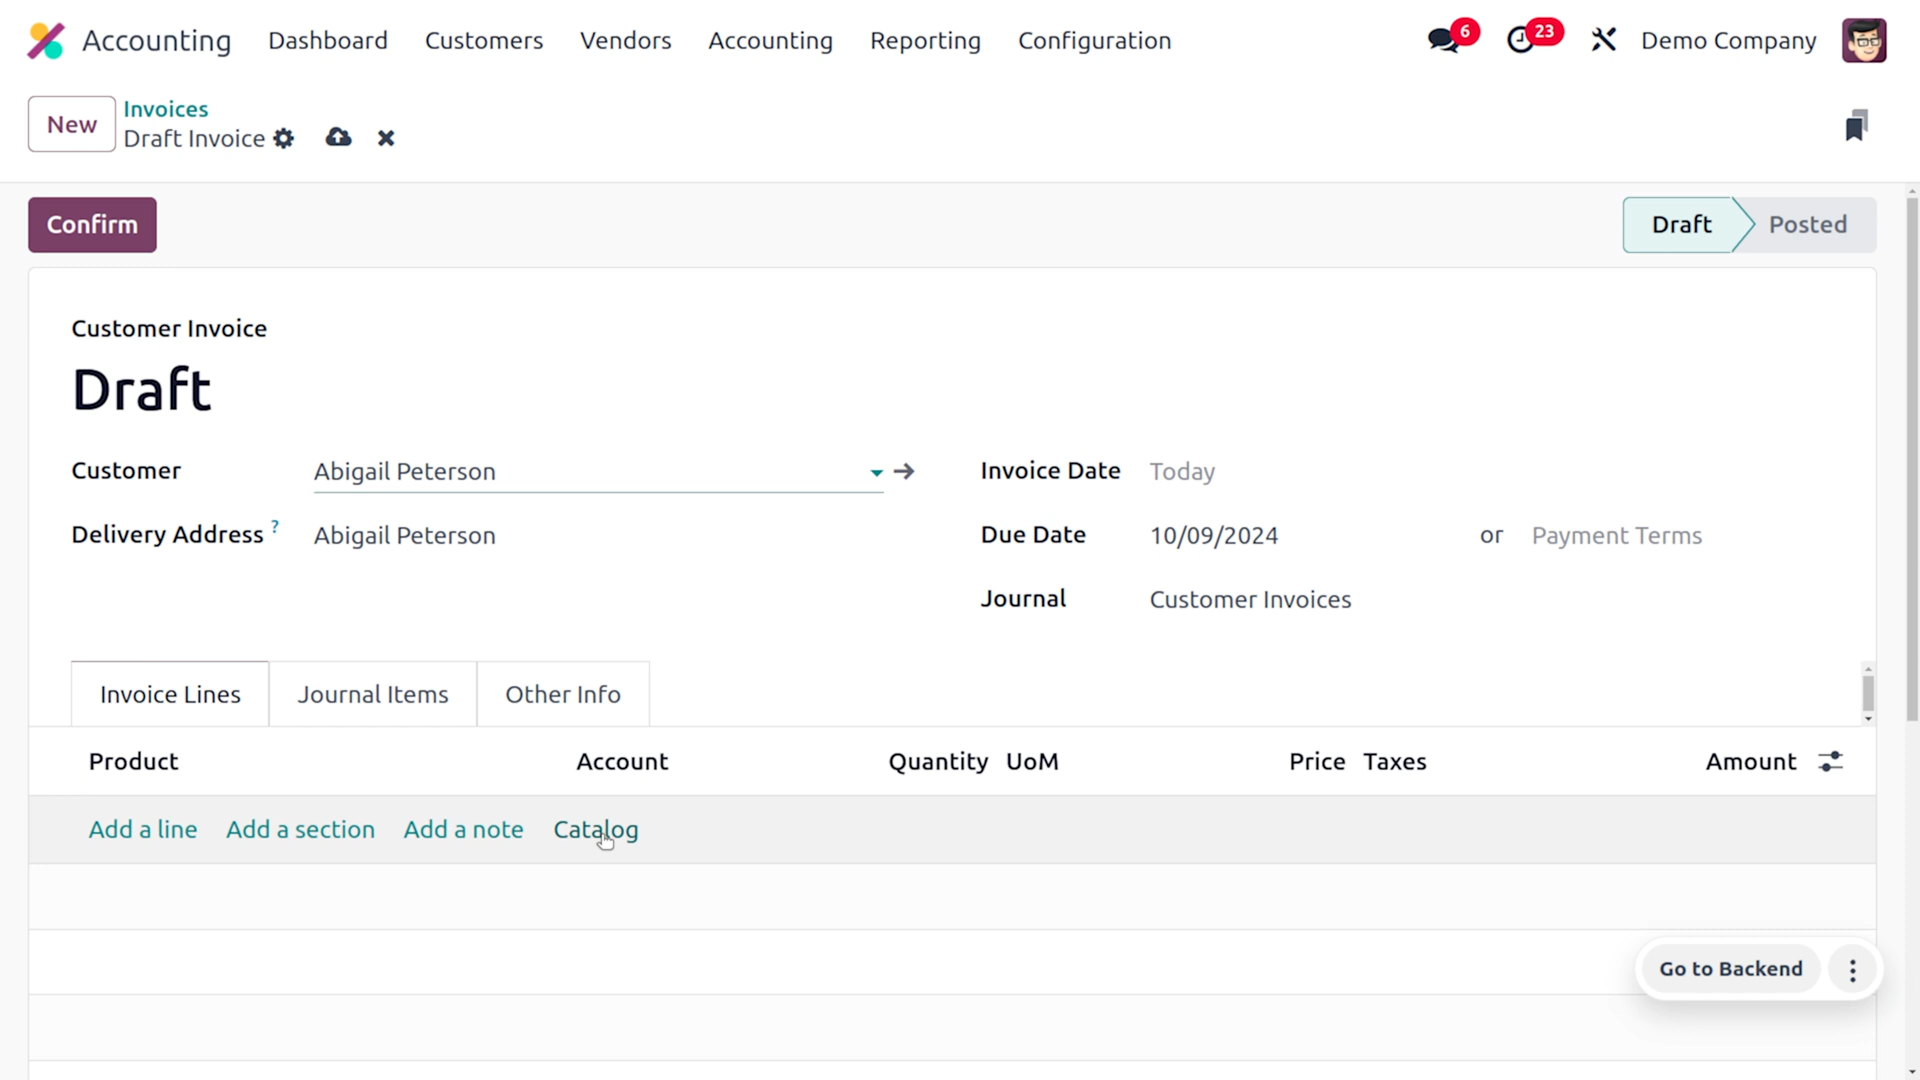 Accounting Dashboard Customers Vendors Accounting Reporting Configuration 6 23 Demo Company
New Invoices
Draft Invoice
Confirm Draft Posted
Customer Invoice
Draft
Customer Abigail Peterson Invoice Date Today
Delivery Address ? Abigail Peterson Due Date 10/09/2024 or Payment Terms
Journal Customer Invoices
Invoice Lines Journal Items Other Info
Product Account Quantity UoM Price Taxes Amount
Add a line Add a section Add a note Catalog
Go to Backend